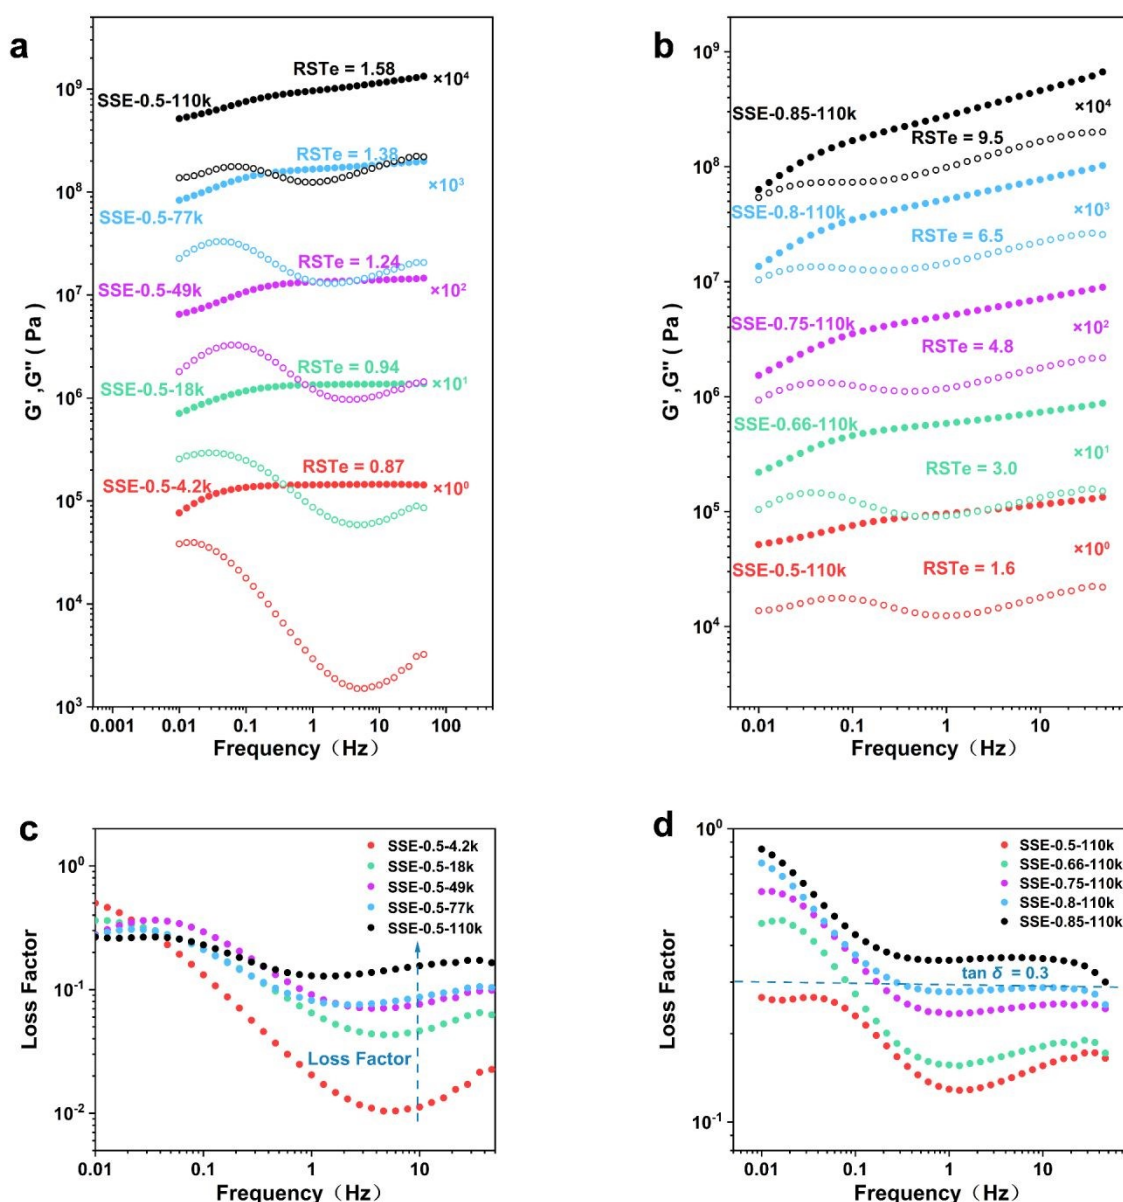 a
G' ,G'' ( Pa )
10⁹
10⁸
10⁷
10⁶
10⁵
10⁴
10³
SSE-0.5-110k
RSTe = 1.58
×10⁴
SSE-0.5-77k
RSTe = 1.38
×10³
SSE-0.5-49k
RSTe = 1.24
×10²
SSE-0.5-18k
RSTe = 0.94
×10¹
SSE-0.5-4.2k
RSTe = 0.87
×10⁰
0.001 0.01 0.1 1 10 100
Frequency（Hz）
b
G' ,G'' ( Pa )
10⁹
10⁸
10⁷
10⁶
10⁵
10⁴
SSE-0.85-110k
×10⁴
RSTe = 9.5
SSE-0.8-110k
×10³
RSTe = 6.5
SSE-0.75-110k
×10²
RSTe = 4.8
SSE-0.66-110k
×10¹
RSTe = 3.0
SSE-0.5-110k
×10⁰
RSTe = 1.6
0.01 0.1 1 10
Frequency（Hz）
c
Loss Factor
10⁰
10⁻¹
10⁻²
SSE-0.5-4.2k
SSE-0.5-18k
SSE-0.5-49k
SSE-0.5-77k
SSE-0.5-110k
Loss Factor
0.01 0.1 1 10
Frequency (Hz)
d
Loss Factor
10⁰
10⁻¹
SSE-0.5-110k
SSE-0.66-110k
SSE-0.75-110k
SSE-0.8-110k
SSE-0.85-110k
tan δ = 0.3
0.01 0.1 1 10
Frequency (Hz)